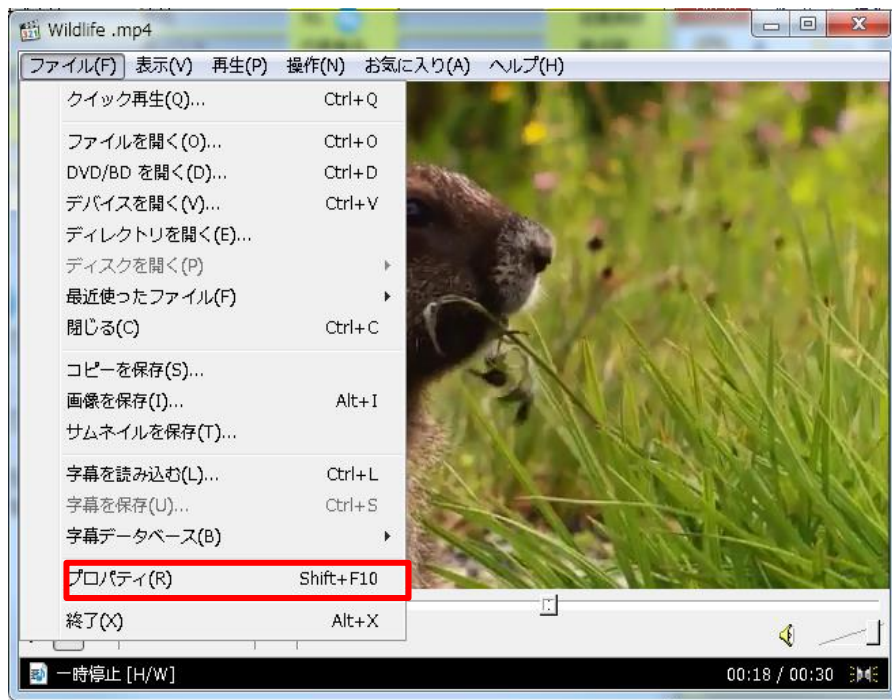 Wildlife .mp4
ファイル(F) 表示(V) 再生(P) 操作(N) お気に入り(A) ヘルプ(H)
クイック再生(Q)... Ctrl+Q
ファイルを開く(O)... Ctrl+O
DVD/BD を開く(D)... Ctrl+D
デバイスを開く(V)... Ctrl+V
ディレクトリを開く(E)...
ディスクを開く(P)
最近使ったファイル(F)
閉じる(C) Ctrl+C
コピーを保存(S)...
画像を保存(I)... Alt+I
サムネイルを保存(T)...
字幕を読み込む(L)... Ctrl+L
字幕を保存(U)... Ctrl+S
字幕データベース(B)
プロパティ(R) Shift+F10
終了(X) Alt+X
一時停止 [H/W] 00:18 / 00:30